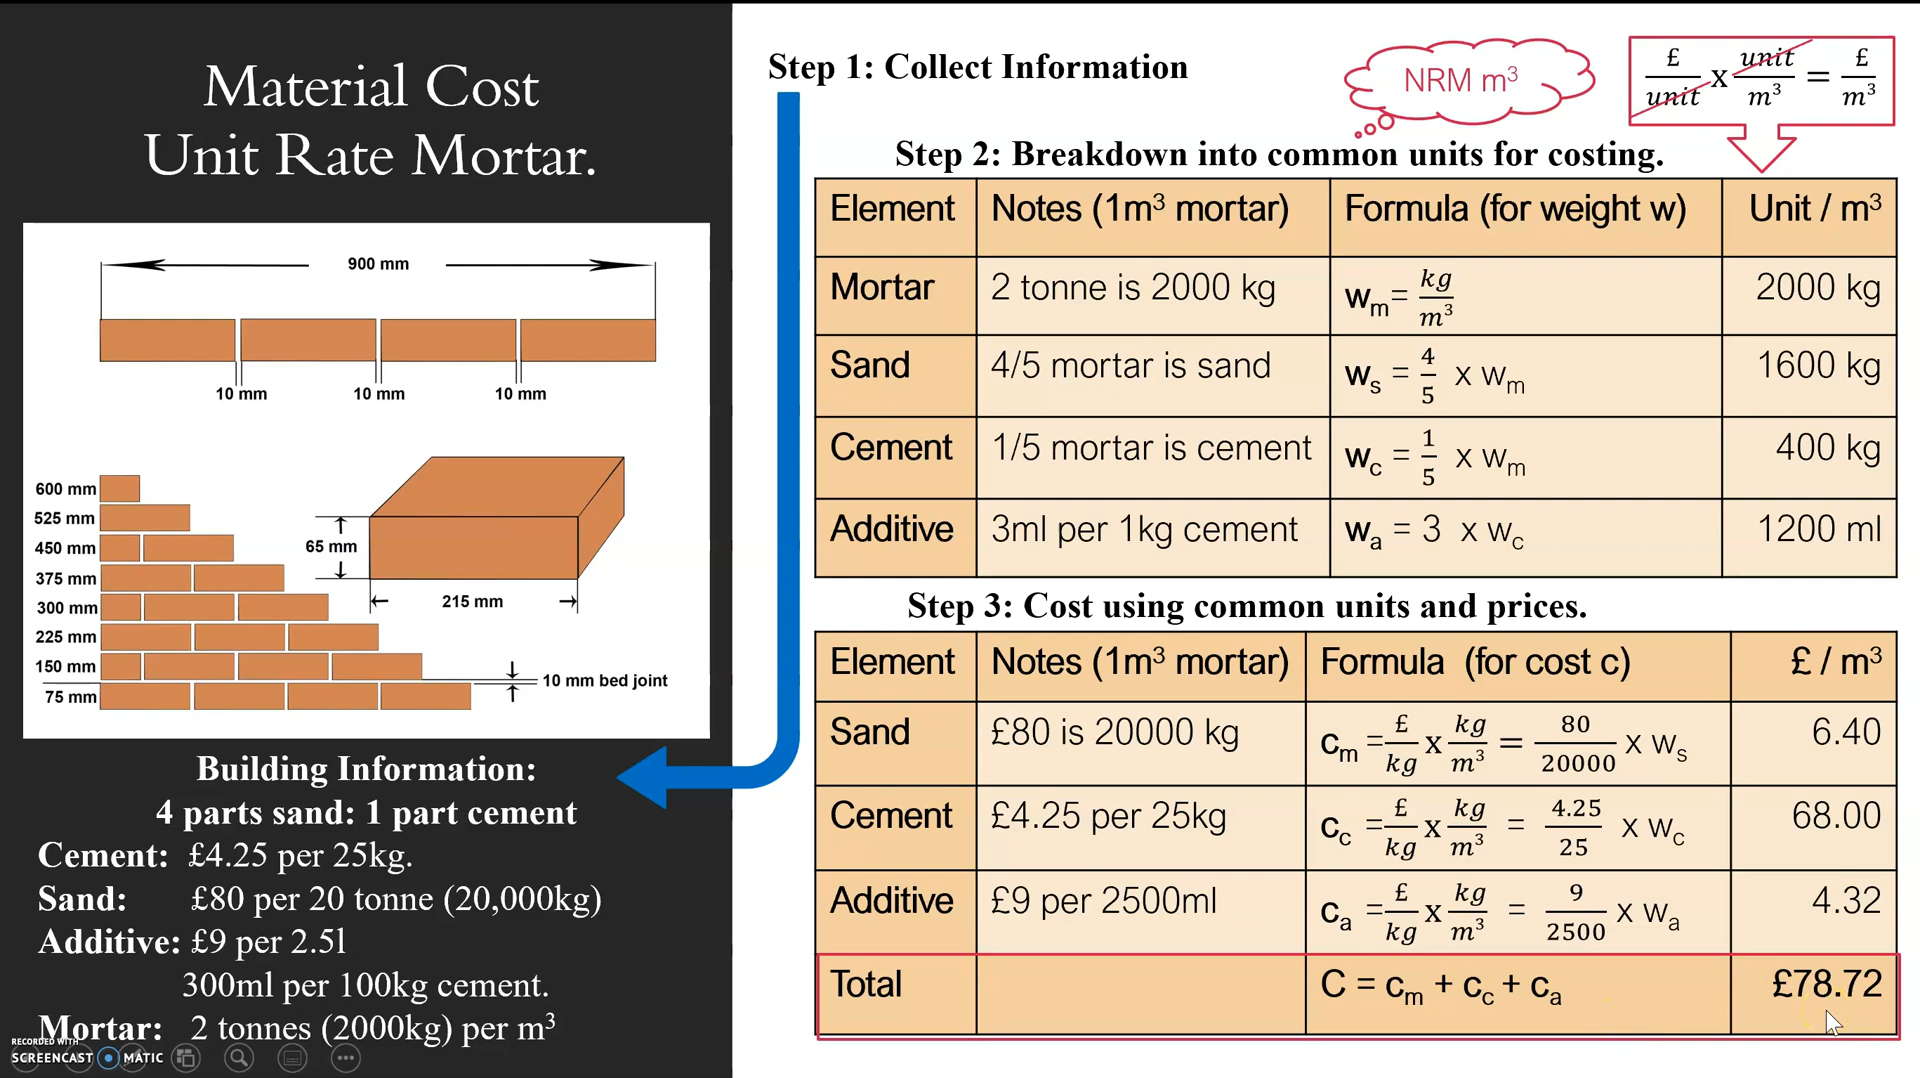 Material Cost
Unit Rate Mortar.
900 mm
10 mm 10 mm 10 mm
600 mm
525 mm
450 mm
375 mm
300 mm
225 mm
150 mm
75 mm
65 mm
215 mm
10 mm bed joint
Building Information:
4 parts sand: 1 part cement
Cement: £4.25 per 25kg.
Sand: £80 per 20 tonne (20,000kg)
Additive: £9 per 2.5l
300ml per 100kg cement.
Mortar: 2 tonnes (2000kg) per m³
RECORDED WITH
SCREENCAST MATIC
Step 1: Collect Information
NRM m³
£/unit x unit/m³ = £/m³
Step 2: Breakdown into common units for costing.
Element Notes (1m³ mortar) Formula (for weight w) Unit / m³
Mortar 2 tonne is 2000 kg wm= kg/m³ 2000 kg
Sand 4/5 mortar is sand ws = 4/5 x wm 1600 kg
Cement 1/5 mortar is cement wc = 1/5 x wm 400 kg
Additive 3ml per 1kg cement wa = 3 x wc 1200 ml
Step 3: Cost using common units and prices.
Element Notes (1m³ mortar) Formula (for cost c) £ / m³
Sand £80 is 20000 kg cm =£/kg x kg/m³ = 80/20000 x ws 6.40
Cement £4.25 per 25kg cc =£/kg x kg/m³ = 4.25/25 x wc 68.00
Additive £9 per 2500ml ca =£/kg x kg/m³ = 9/2500 x wa 4.32
Total C = cm + cc + ca £78.72